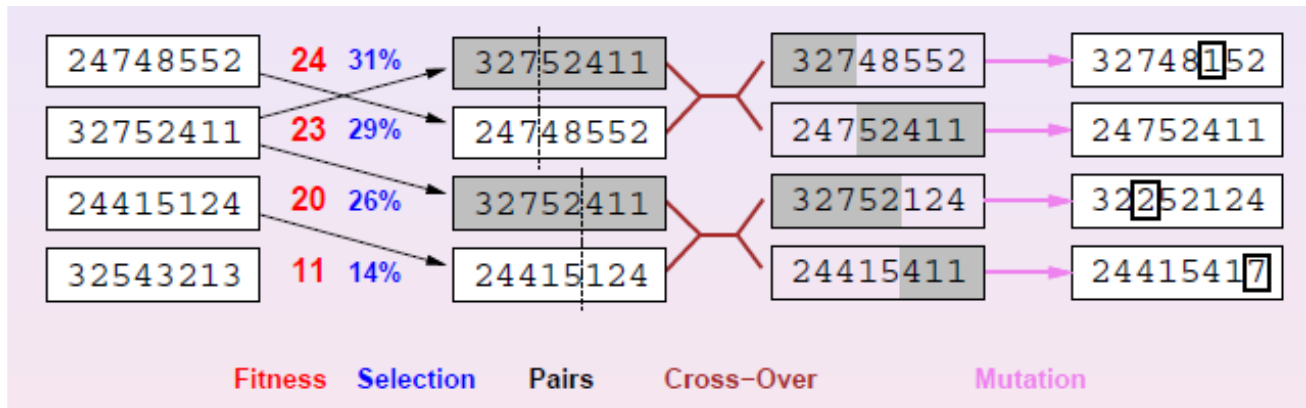 24748552 24 31% 32752411 32748552 32748152
32752411 23 29% 24748552 24752411 24752411
24415124 20 26% 32752411 32752124 32252124
32543213 11 14% 24415124 24415411 24415417
Fitness Selection Pairs Cross-Over Mutation